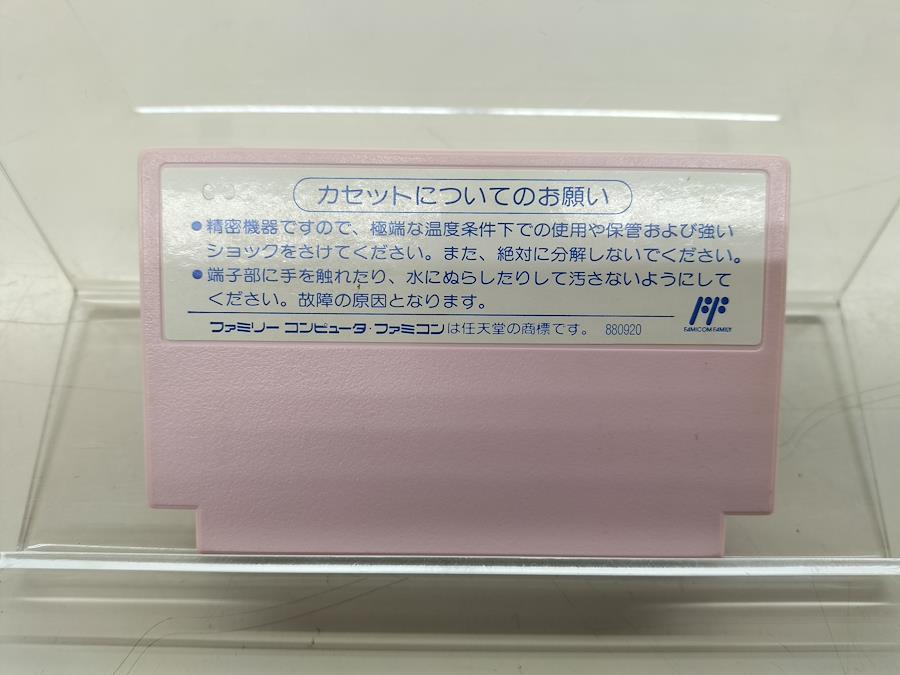 カセットについてのお願い
●精密機器ですので、極端な温度条件下での使用や保管および強い
ショックをさけてください。また、絶対に分解しないでください。
●端子部に手を触れたり、水にぬらしたりして汚さないようにして
ください。故障の原因となります。
ファミリー コンピュータ・ファミコンは任天堂の商標です。 880920
FAMICOM FAMILY